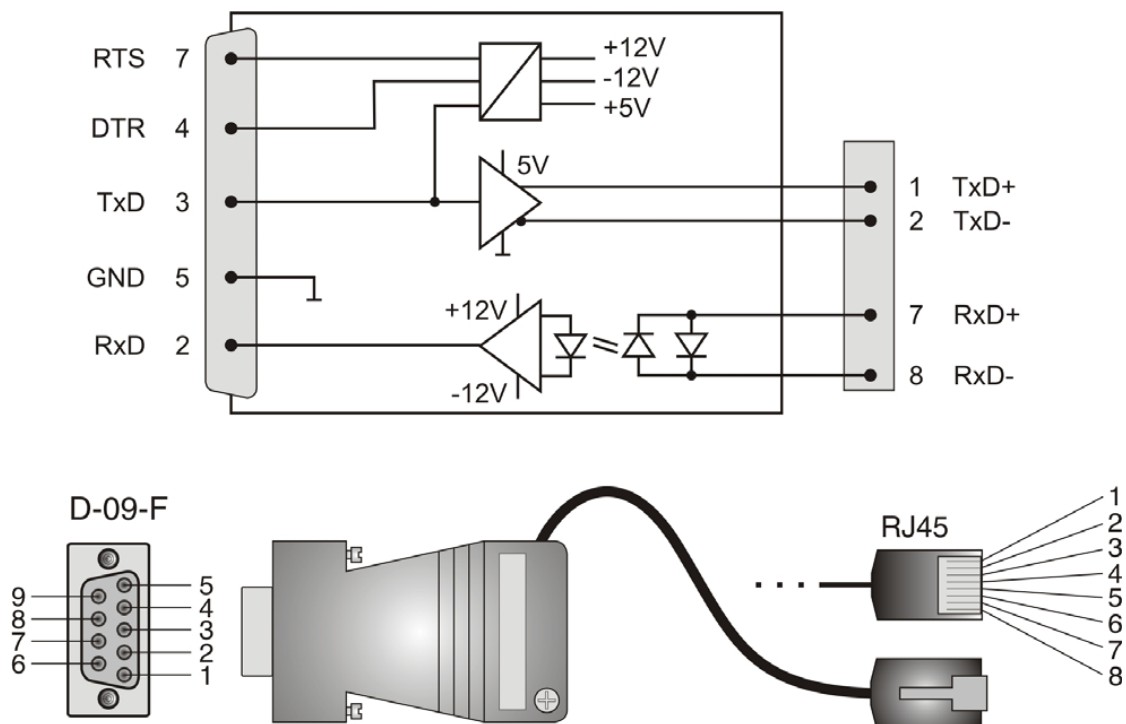 RTS 7
+12V
-12V
+5V
DTR 4
5V
TxD 3
1 TxD+
2 TxD-
GND 5
+12V
7 RxD+
RxD 2
-12V
8 RxD-
D-09-F
5
9
4
8
3
7
2
6
1
RJ45
1
2
3
4
5
6
7
8